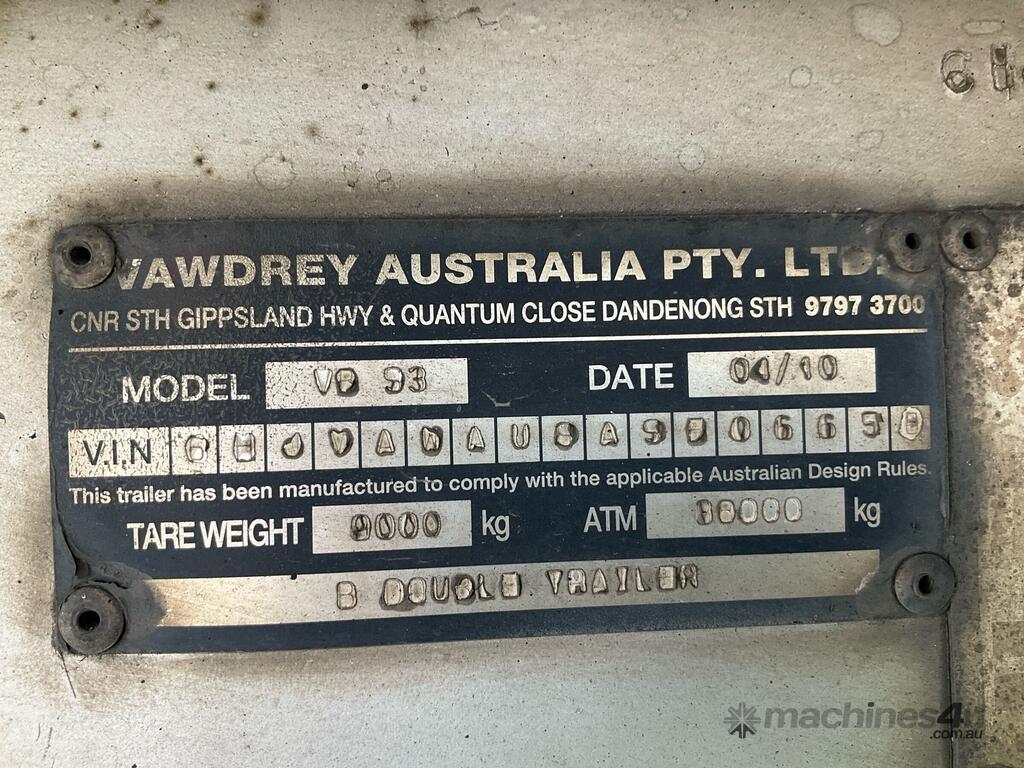 VAWDREY AUSTRALIA PTY. LTD.
CNR STH GIPPSLAND HWY & QUANTUM CLOSE DANDENONG STH 9797 3700
MODEL VB 93 DATE 04/10
V.I.N
This trailer has been manufactured to comply with the applicable Australian Design Rules.
TARE WEIGHT 9000 kg ATM 38000 kg
B DOUBLE TRAILER
machines4u
.com.au